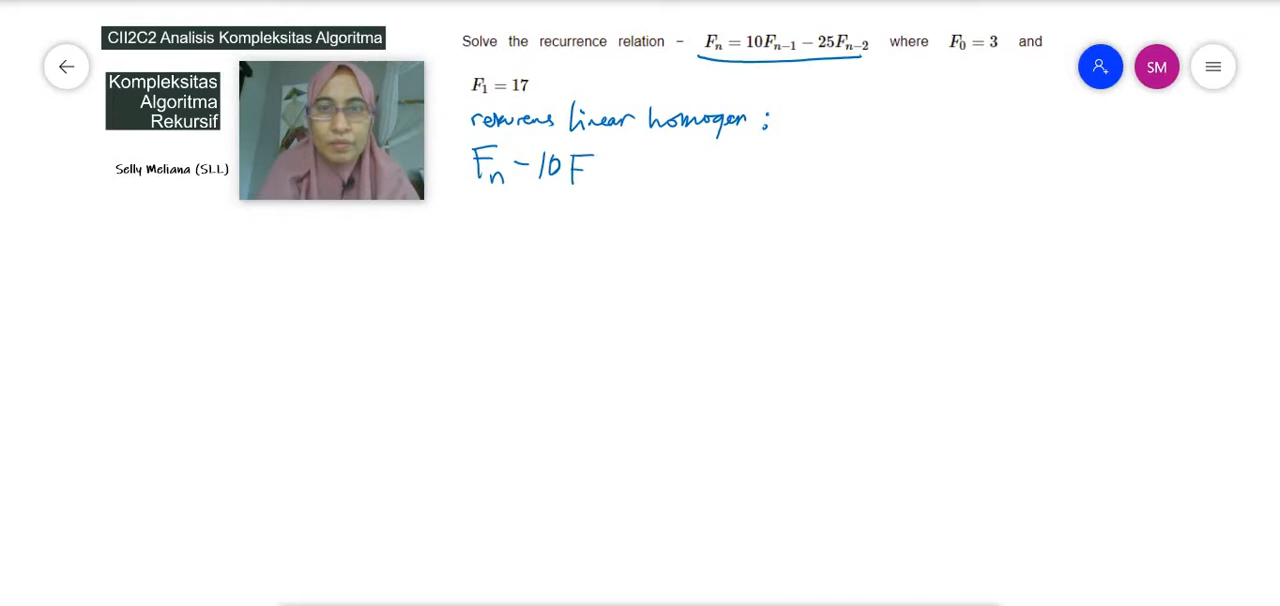 CII2C2 Analisis Kompleksitas Algoritma
Kompleksitas
Algoritma
Rekursif
Selly Meliana (SLL)
Solve the recurrence relation − Fₙ = 10Fₙ₋₁ − 25Fₙ₋₂ where F₀ = 3 and
F₁ = 17
rekurens linear homogen :
Fₙ - 10 F
SM